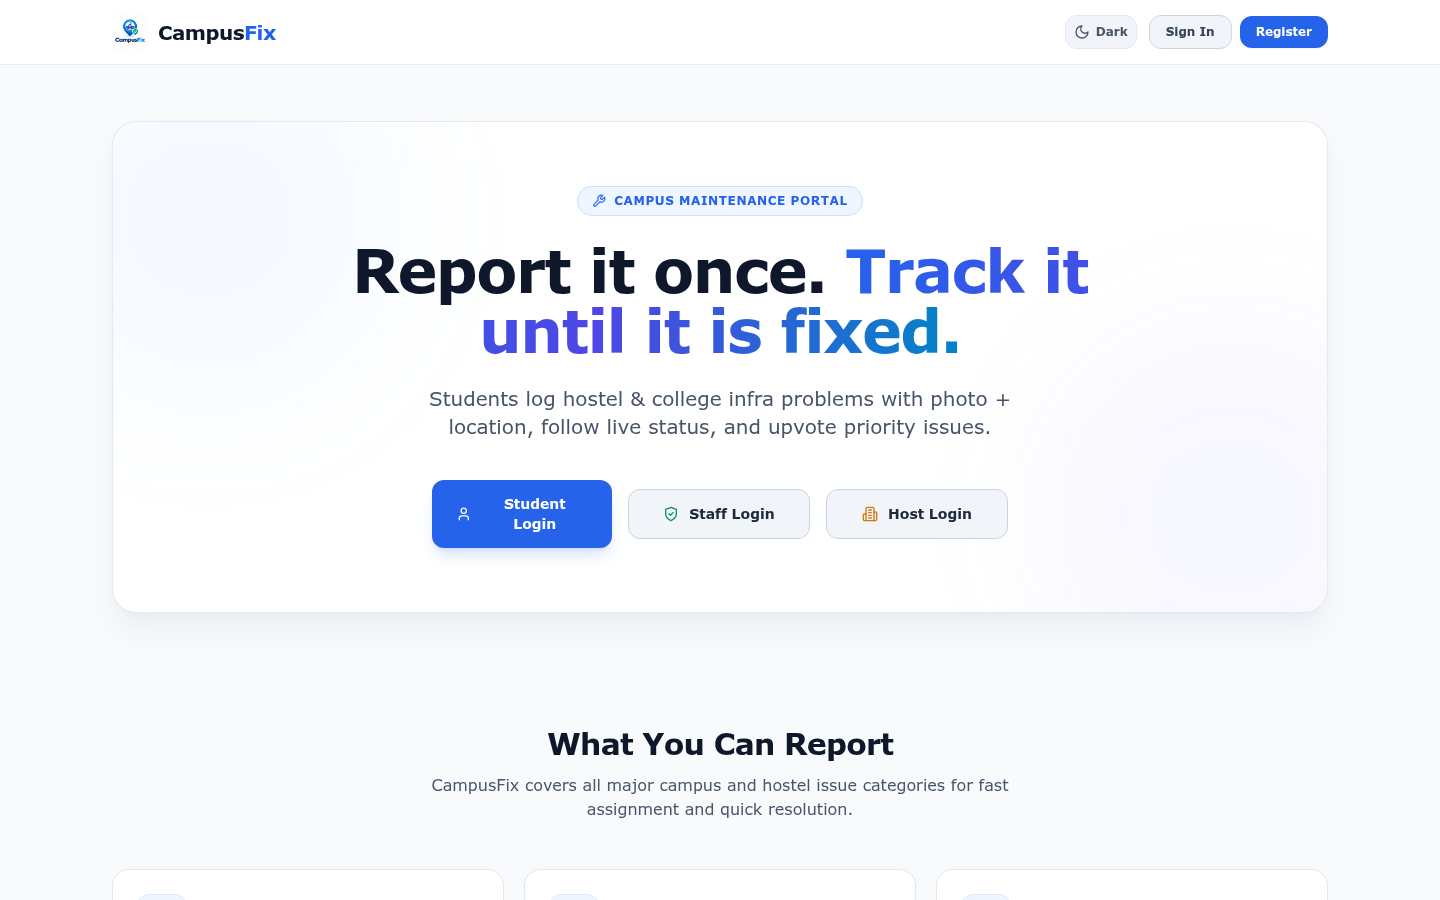 CampusFix
CampusFix
Dark
Sign In
Register
CAMPUS MAINTENANCE PORTAL
Report it once. Track it
until it is fixed.
Students log hostel & college infra problems with photo +
location, follow live status, and upvote priority issues.
Student
Login
Staff Login
Host Login
What You Can Report
CampusFix covers all major campus and hostel issue categories for fast
assignment and quick resolution.